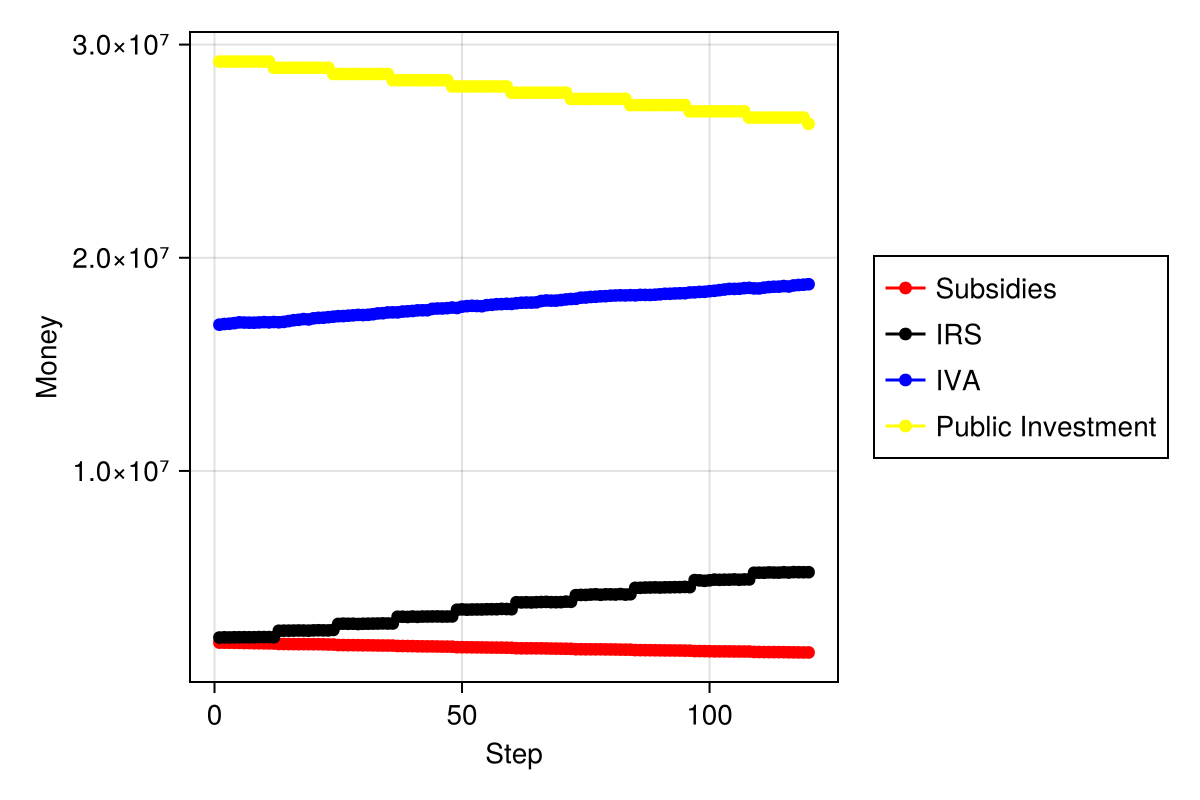 3.0×10⁷
2.0×10⁷
1.0×10⁷
Money
0
50
100
Step
Subsidies
IRS
IVA
Public Investment